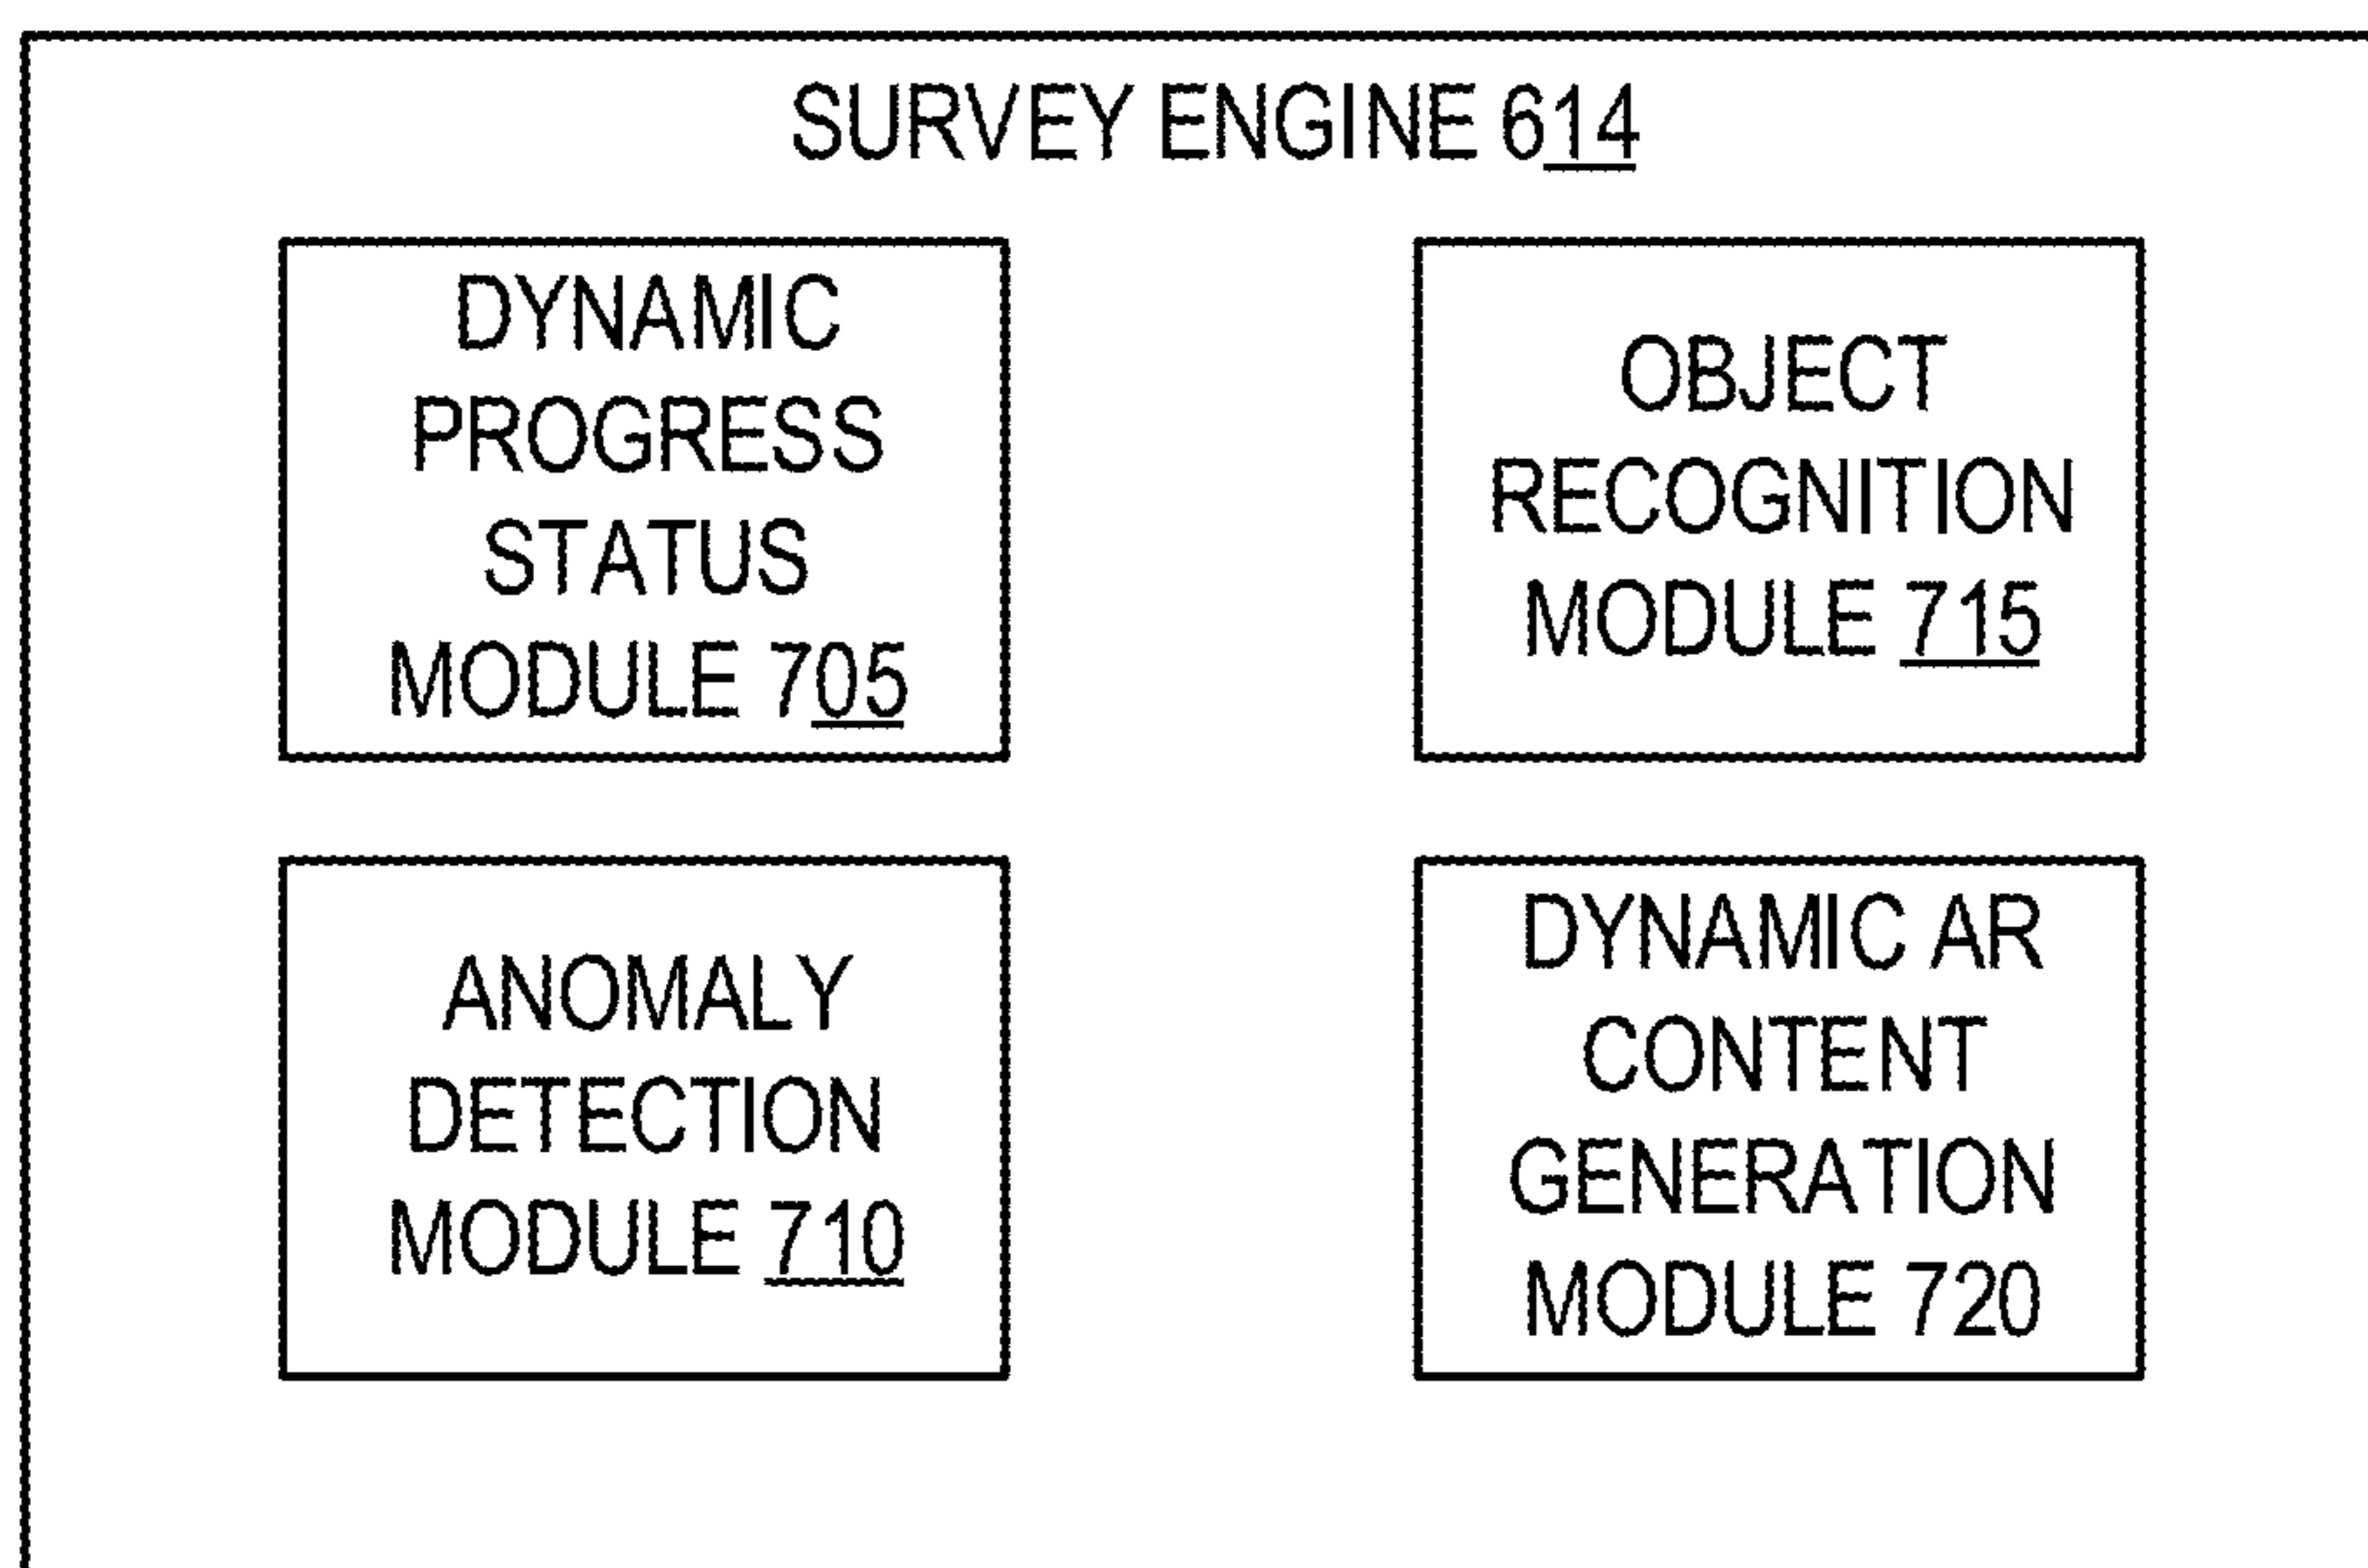 SURVEY ENGINE 614
DYNAMIC
PROGRESS
STATUS
MODULE 705
OBJECT
RECOGNITION
MODULE 715
ANOMALY
DETECTION
MODULE 710
DYNAMIC AR
CONTENT
GENERATION
MODULE 720